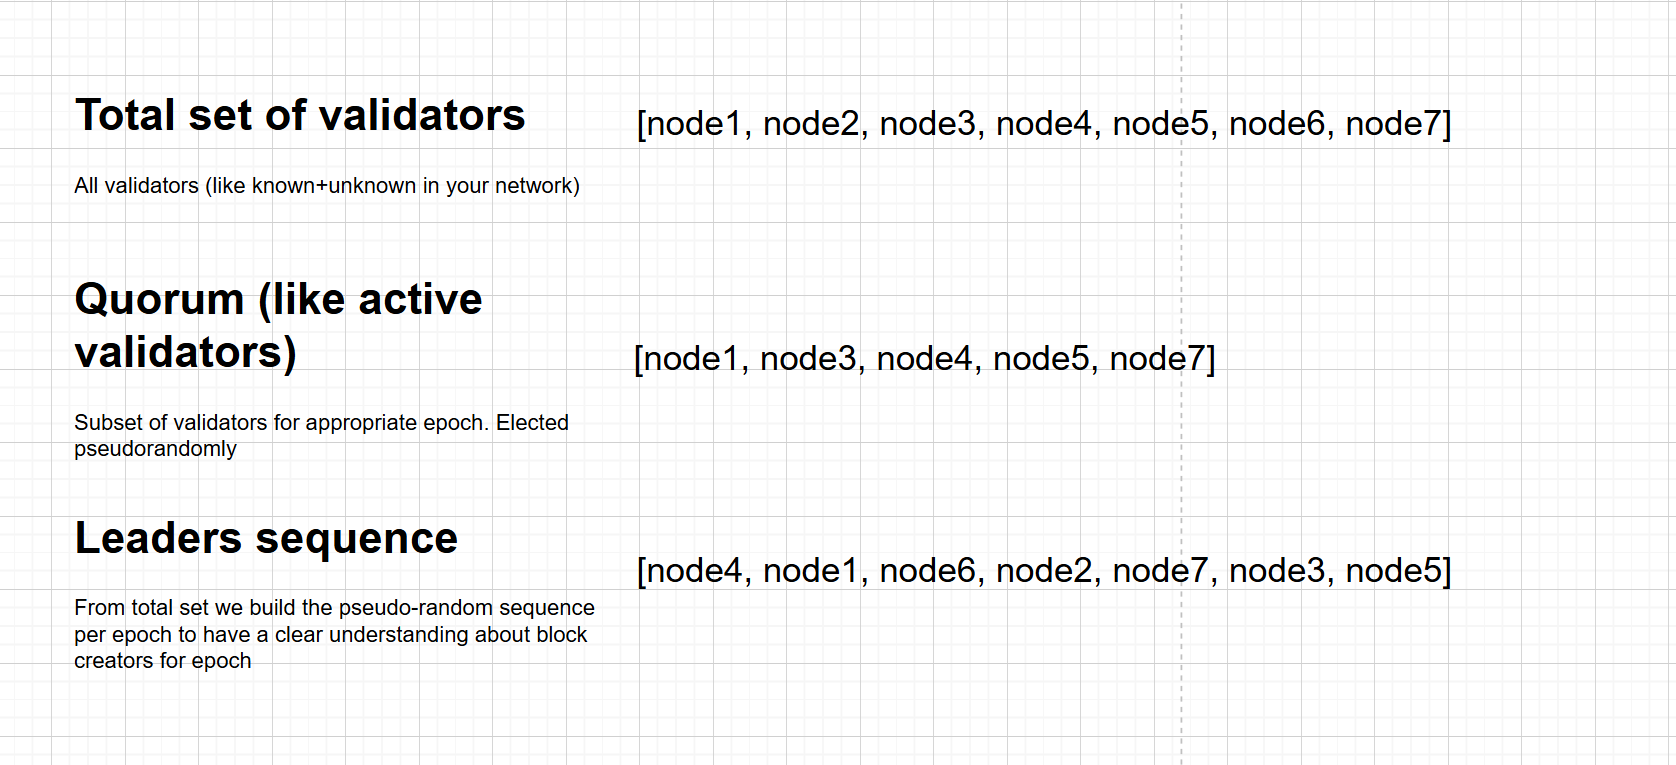 Total set of validators
[node1, node2, node3, node4, node5, node6, node7]
All validators (like known+unknown in your network)
Quorum (like active
validators)
[node1, node3, node4, node5, node7]
Subset of validators for appropriate epoch. Elected
pseudorandomly
Leaders sequence
[node4, node1, node6, node2, node7, node3, node5]
From total set we build the pseudo-random sequence
per epoch to have a clear understanding about block
creators for epoch